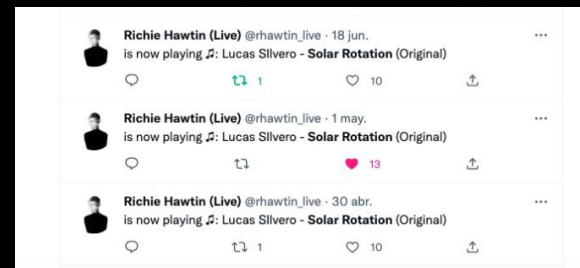 Richie Hawtin (Live) @rhawtin_live · 18 jun.
is now playing ♫: Lucas SIlvero - Solar Rotation (Original)
1 10
Richie Hawtin (Live) @rhawtin_live · 1 may.
is now playing ♫: Lucas SIlvero - Solar Rotation (Original)
13
Richie Hawtin (Live) @rhawtin_live · 30 abr.
is now playing ♫: Lucas SIlvero - Solar Rotation (Original)
1 10